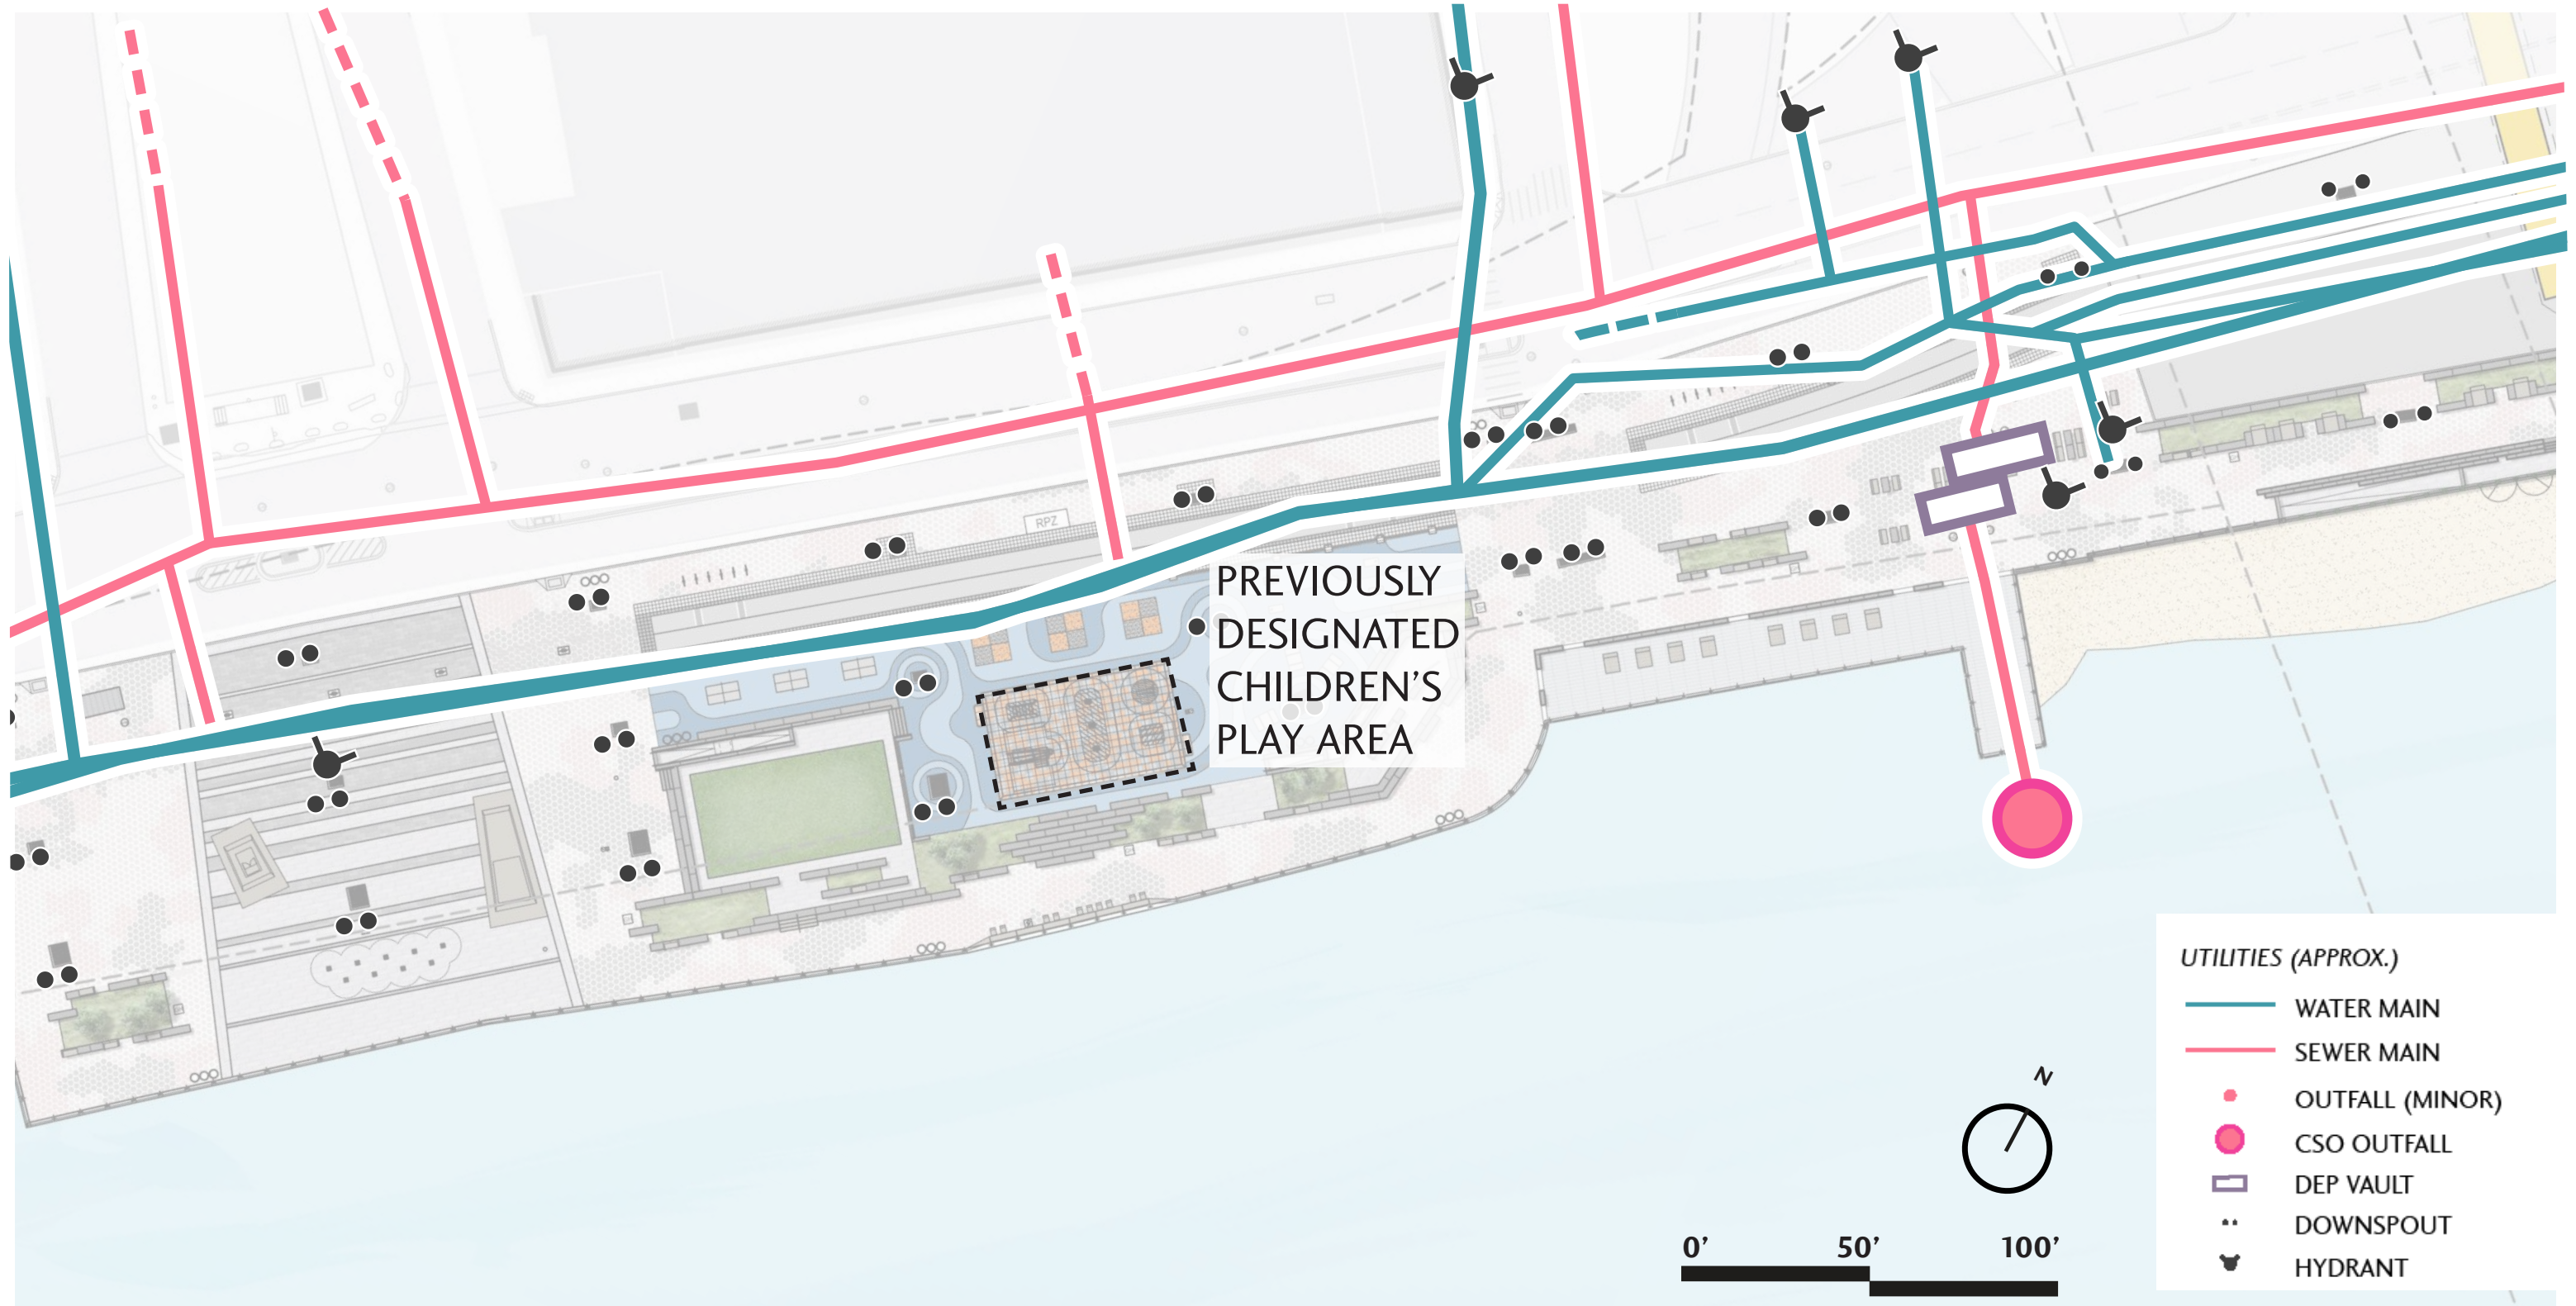 RPZ
PREVIOUSLY
DESIGNATED
CHILDREN’S
PLAY AREA
UTILITIES (APPROX.)
WATER MAIN
SEWER MAIN
OUTFALL (MINOR)
CSO OUTFALL
DEP VAULT
DOWNSPOUT
HYDRANT
N
0’ 50’ 100’